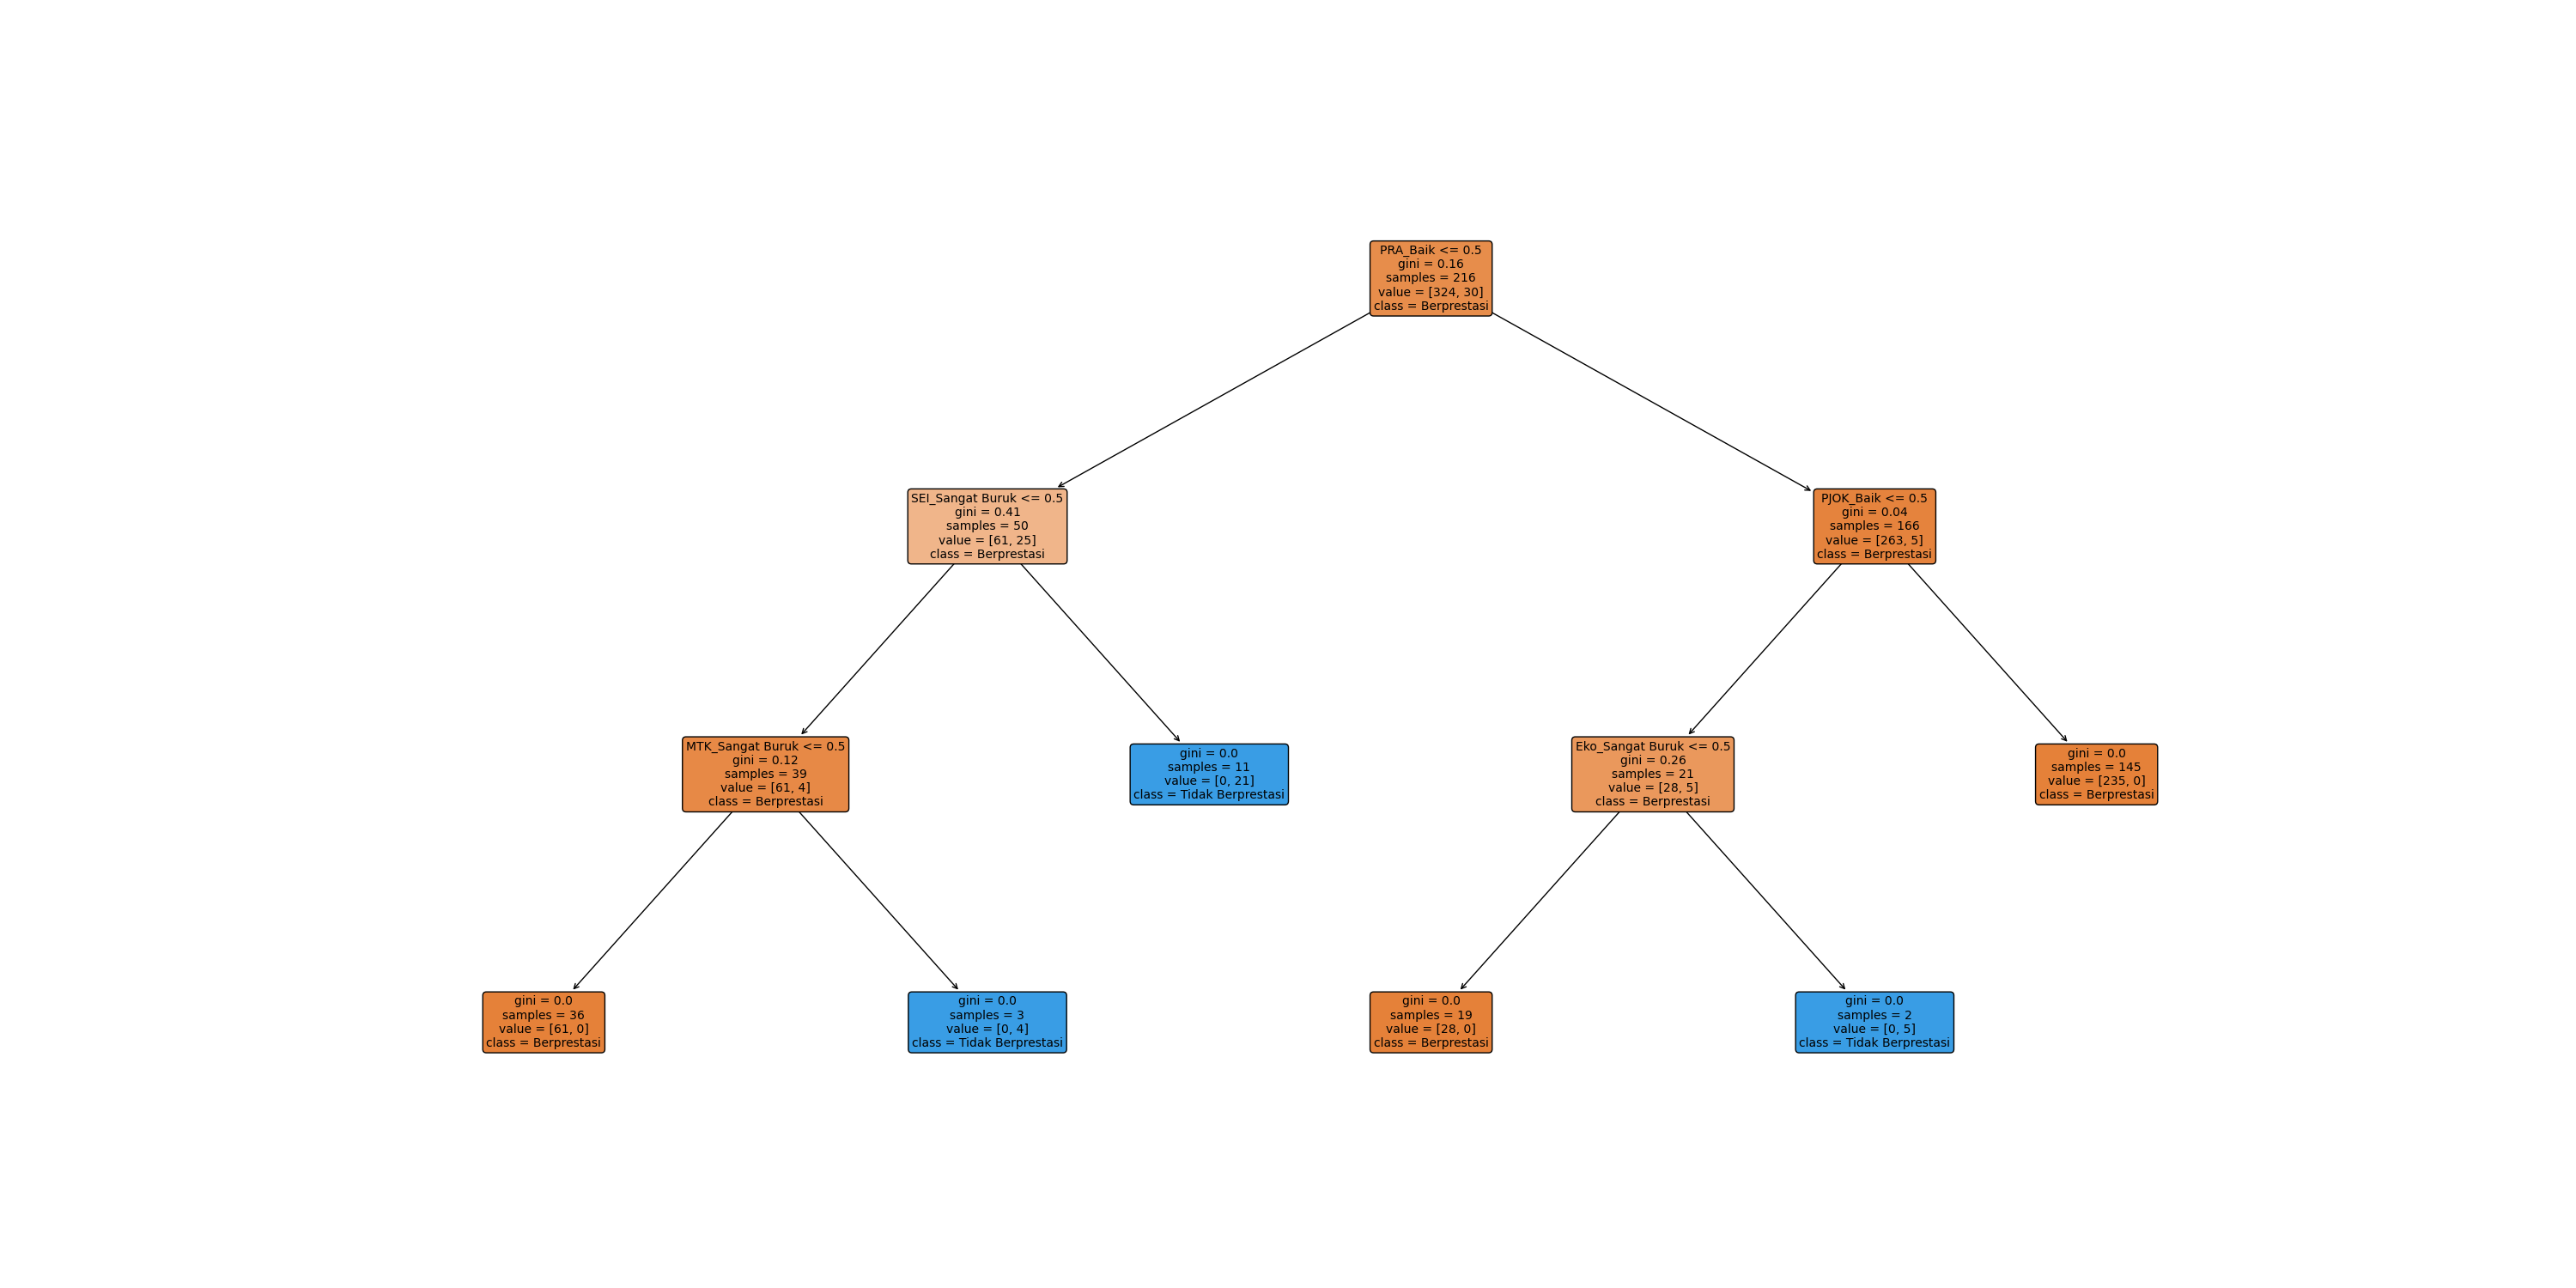 PRA_Baik <= 0.5
gini = 0.16
samples = 216
value = [324, 30]
class = Berprestasi
SEI_Sangat Buruk <= 0.5
gini = 0.41
samples = 50
value = [61, 25]
class = Berprestasi
PJOK_Baik <= 0.5
gini = 0.04
samples = 166
value = [263, 5]
class = Berprestasi
MTK_Sangat Buruk <= 0.5
gini = 0.12
samples = 39
value = [61, 4]
class = Berprestasi
gini = 0.0
samples = 11
value = [0, 21]
class = Tidak Berprestasi
Eko_Sangat Buruk <= 0.5
gini = 0.26
samples = 21
value = [28, 5]
class = Berprestasi
gini = 0.0
samples = 145
value = [235, 0]
class = Berprestasi
gini = 0.0
samples = 36
value = [61, 0]
class = Berprestasi
gini = 0.0
samples = 3
value = [0, 4]
class = Tidak Berprestasi
gini = 0.0
samples = 19
value = [28, 0]
class = Berprestasi
gini = 0.0
samples = 2
value = [0, 5]
class = Tidak Berprestasi